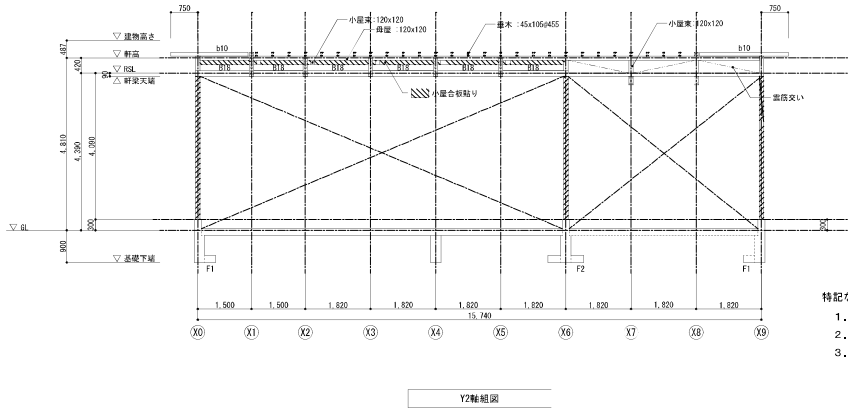 750
750
小屋束:120x120
母屋 :120x120
垂木 :45x105@455
小屋束:120x120
▽ 建物高さ
487
▽ 軒高
b10
b10
420
▽ RSL
B18
B18
B18
B18
B18
90
△ 軒梁天端
小屋合板貼り
雲筋交い
4,810
4,390
4,090
▽ GL
300
300
900
▽ 基礎下端
F1
F2
F1
1,500
1,500
1,820
1,820
1,820
1,820
1,820
1,820
1,820
15,740
X0
X1
X2
X3
X4
X5
X6
X7
X8
X9
特記な
1.
2.
3.
Y2軸組図